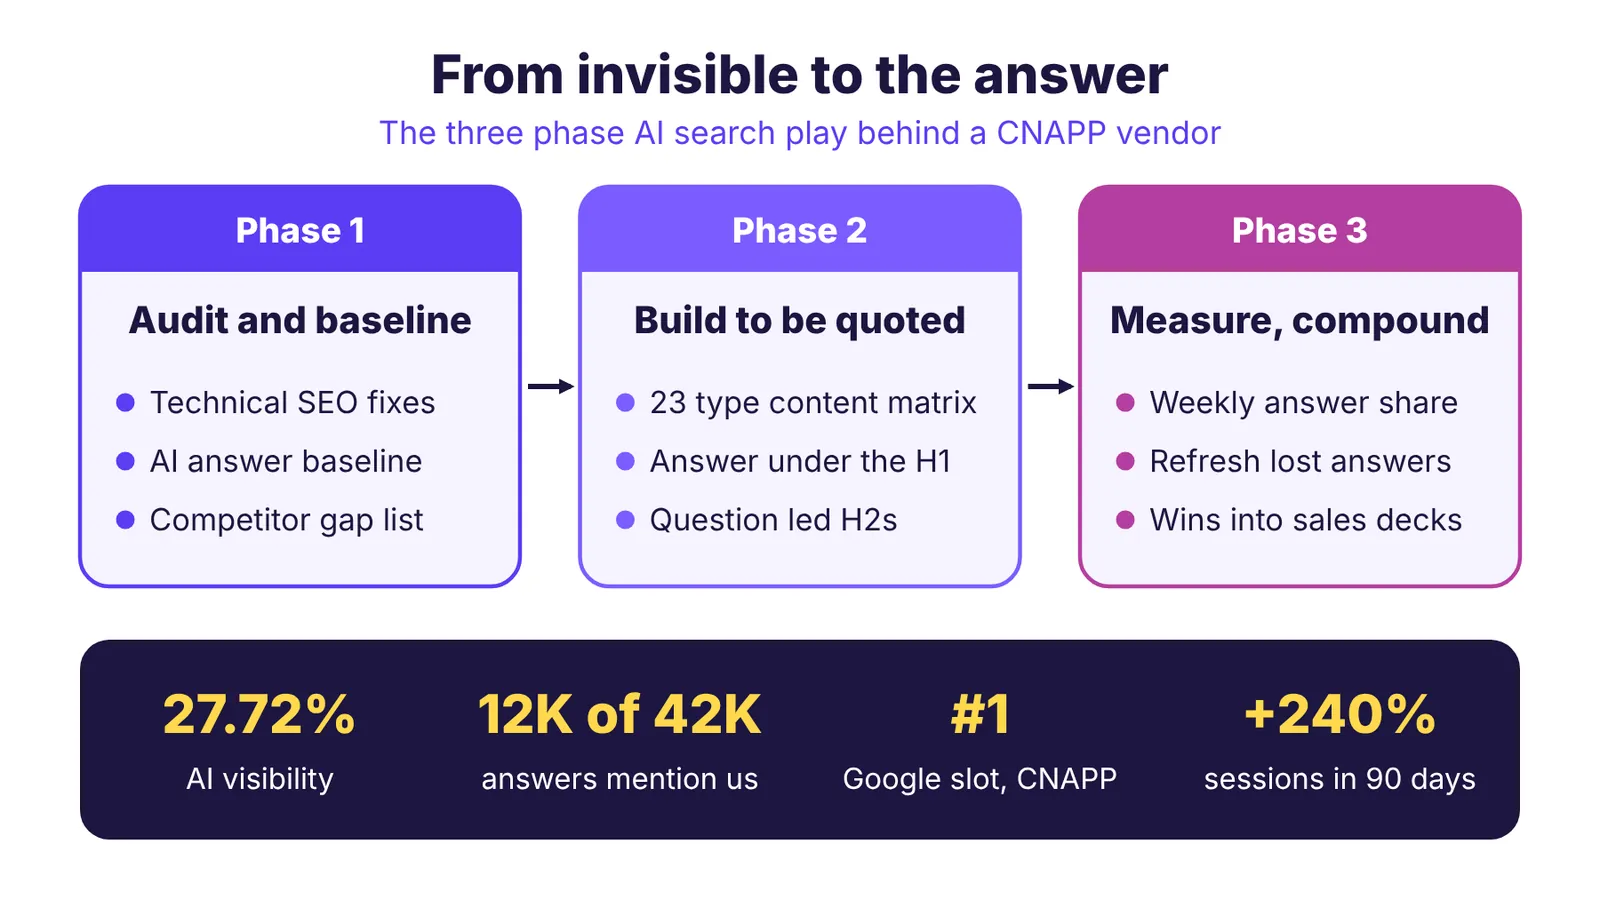 From invisible to the answer
The three phase AI search play behind a CNAPP vendor
Phase 1
Audit and baseline
Technical SEO fixes
AI answer baseline
Competitor gap list
Phase 2
Build to be quoted
23 type content matrix
Answer under the H1
Question led H2s
Phase 3
Measure, compound
Weekly answer share
Refresh lost answers
Wins into sales decks
27.72%
AI visibility
12K of 42K
answers mention us
#1
Google slot, CNAPP
+240%
sessions in 90 days